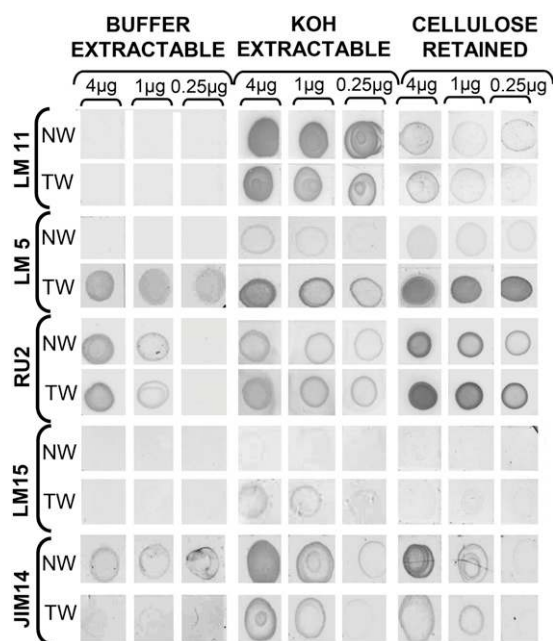 BUFFER EXTRACTABLE KOH EXTRACTABLE CELLULOSE RETAINED
4µg 1µg 0.25µg 4µg 1µg 0.25µg 4µg 1µg 0.25µg
LM 11
NW
TW
LM 5
NW
TW
RU2
NW
TW
LM15
NW
TW
JIM14
NW
TW